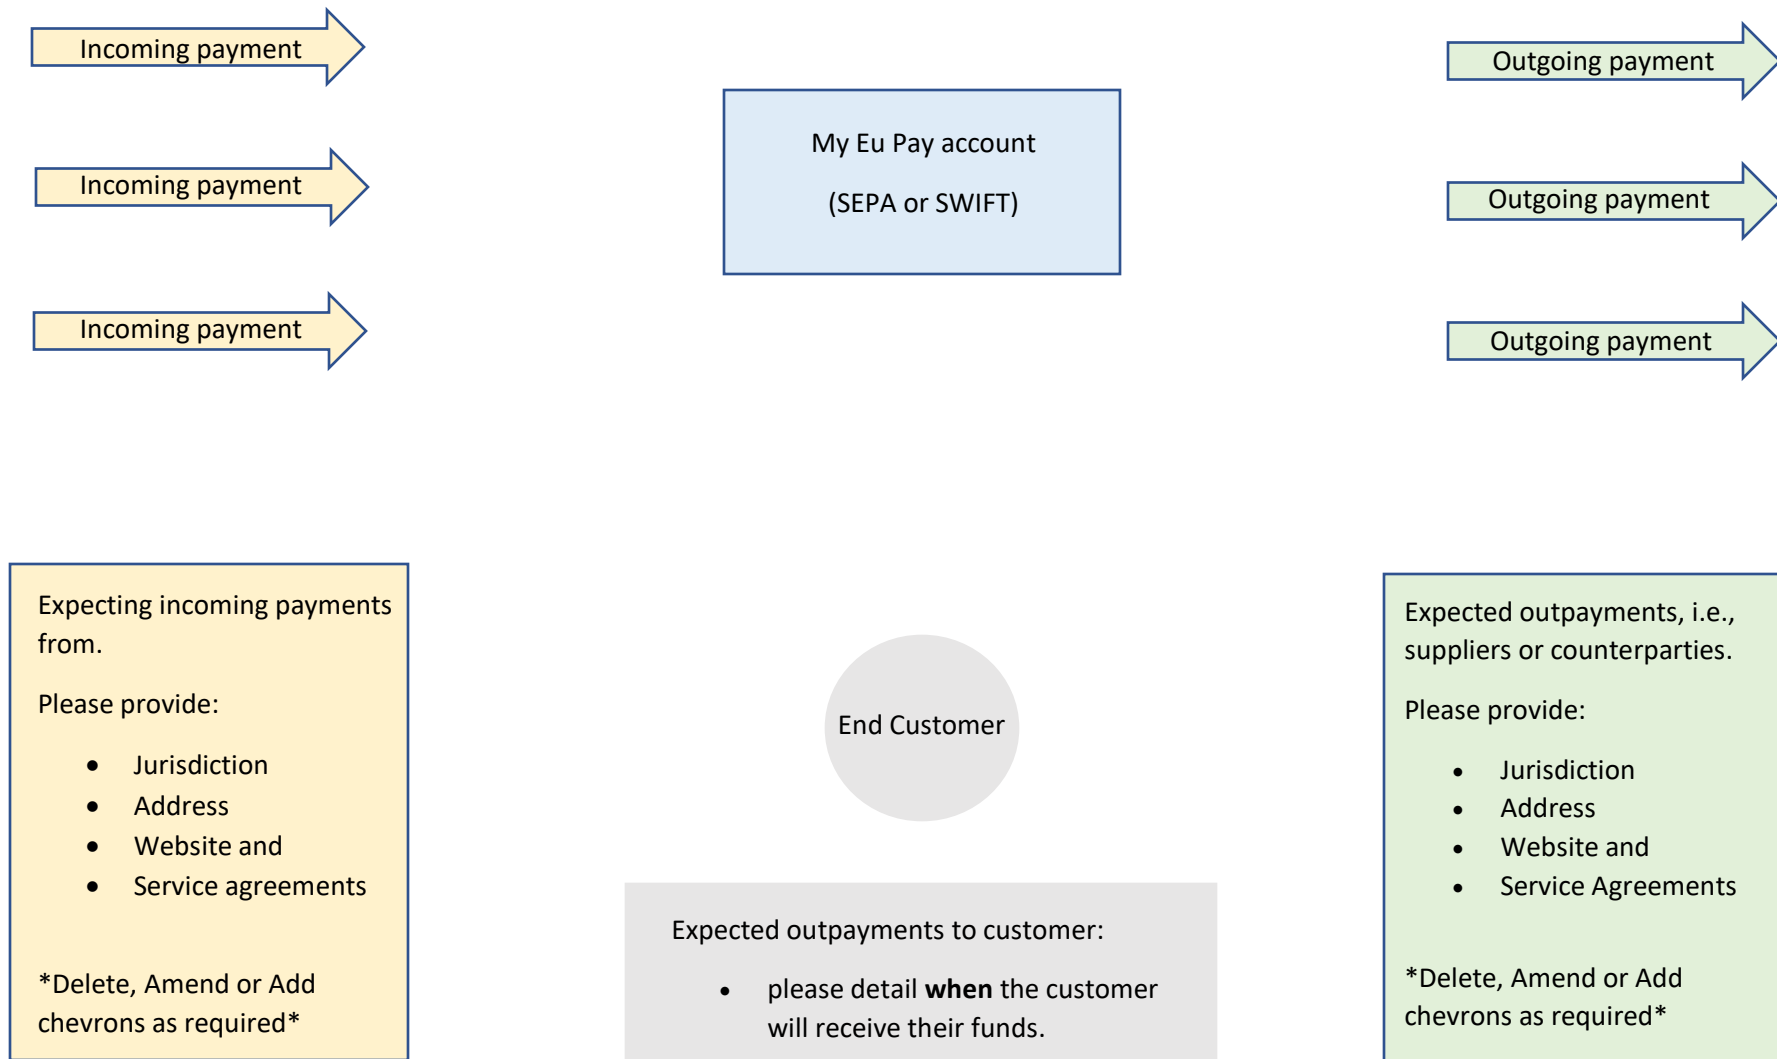 Incoming payment
Outgoing payment
My Eu Pay account
(SEPA or SWIFT)
Incoming payment
Outgoing payment
Incoming payment
Outgoing payment
Expecting incoming payments
from.
Please provide:
• Jurisdiction
• Address
• Website and
• Service agreements
*Delete, Amend or Add
chevrons as required*
End Customer
Expected outpayments to customer:
• please detail when the customer
will receive their funds.
Expected outpayments, i.e.,
suppliers or counterparties.
Please provide:
• Jurisdiction
• Address
• Website and
• Service Agreements
*Delete, Amend or Add
chevrons as required*